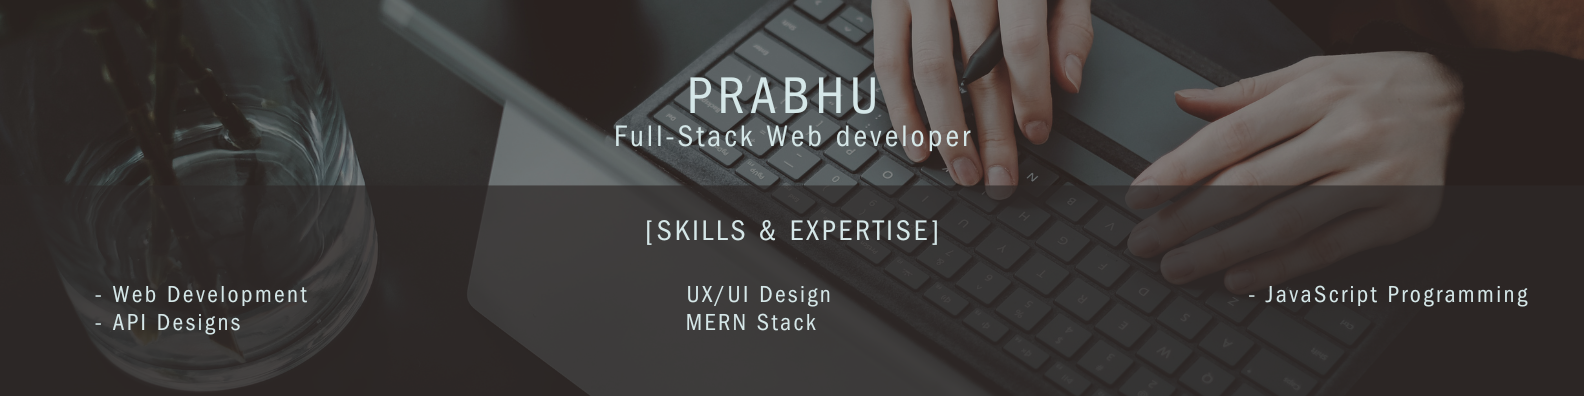 PRABHU
Full-Stack Web developer
[SKILLS & EXPERTISE]
- Web Development
- API Designs
UX/UI Design
MERN Stack
- JavaScript Programming